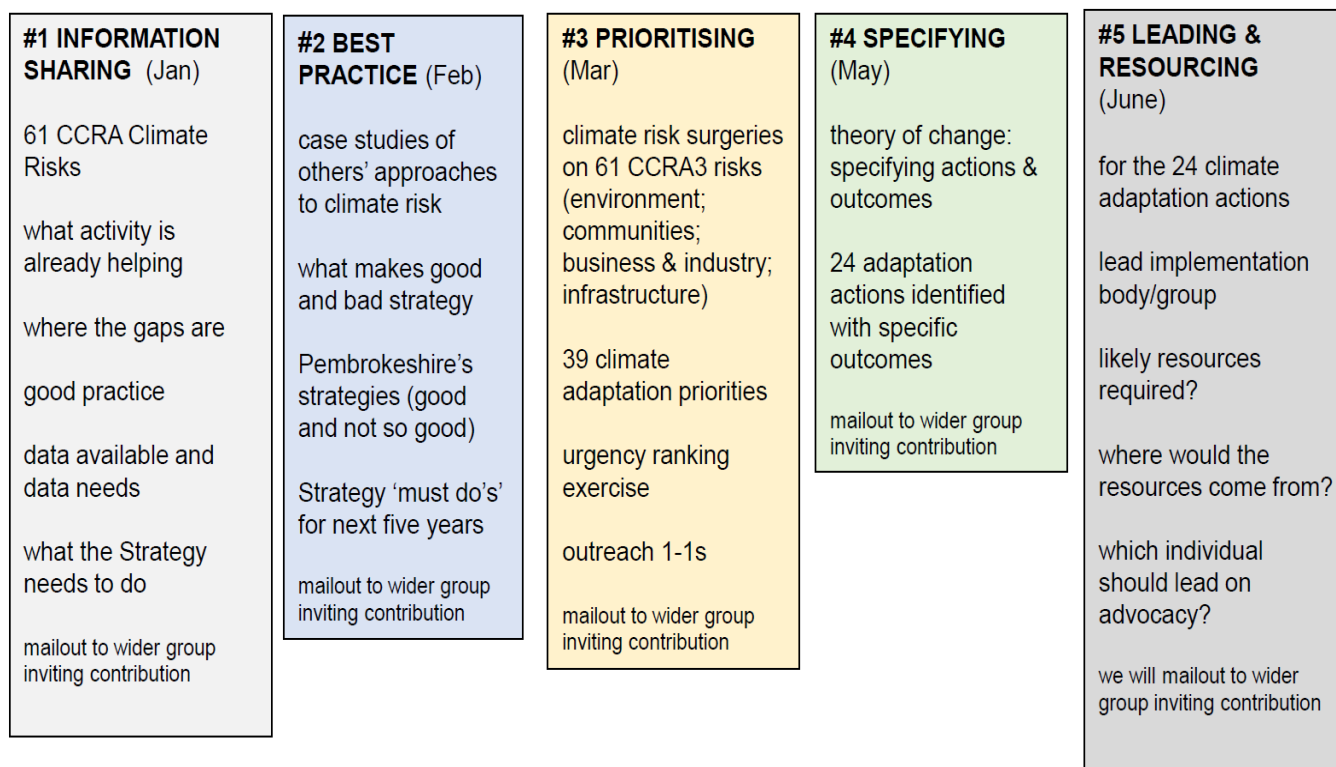 #1 INFORMATION
SHARING (Jan)
61 CCRA Climate
Risks
what activity is
already helping
where the gaps are
good practice
data available and
data needs
what the Strategy
needs to do
mailout to wider group
inviting contribution
#2 BEST
PRACTICE (Feb)
case studies of
others’ approaches
to climate risk
what makes good
and bad strategy
Pembrokeshire’s
strategies (good
and not so good)
Strategy ‘must do’s’
for next five years
mailout to wider group
inviting contribution
#3 PRIORITISING
(Mar)
climate risk surgeries
on 61 CCRA3 risks
(environment;
communities;
business & industry;
infrastructure)
39 climate
adaptation priorities
urgency ranking
exercise
outreach 1-1s
mailout to wider group
inviting contribution
#4 SPECIFYING
(May)
theory of change:
specifying actions &
outcomes
24 adaptation
actions identified
with specific
outcomes
mailout to wider group
inviting contribution
#5 LEADING &
RESOURCING
(June)
for the 24 climate
adaptation actions
lead implementation
body/group
likely resources
required?
where would the
resources come from?
which individual
should lead on
advocacy?
we will mailout to wider
group inviting contribution